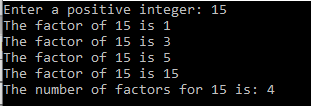 Enter a positive integer: 15
The factor of 15 is 1
The factor of 15 is 3
The factor of 15 is 5
The factor of 15 is 15
The number of factors for 15 is: 4